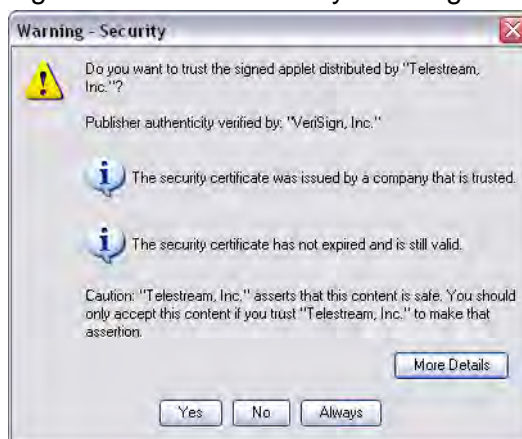 Warning - Security
Do you want to trust the signed applet distributed by "Telestream,
Inc."?
Publisher authenticity verified by: "VeriSign, Inc."
The security certificate was issued by a company that is trusted.
The security certificate has not expired and is still valid.
Caution: "Telestream, Inc." asserts that this content is safe. You should
only accept this content if you trust "Telestream, Inc." to make that
assertion.
More Details
Yes No Always